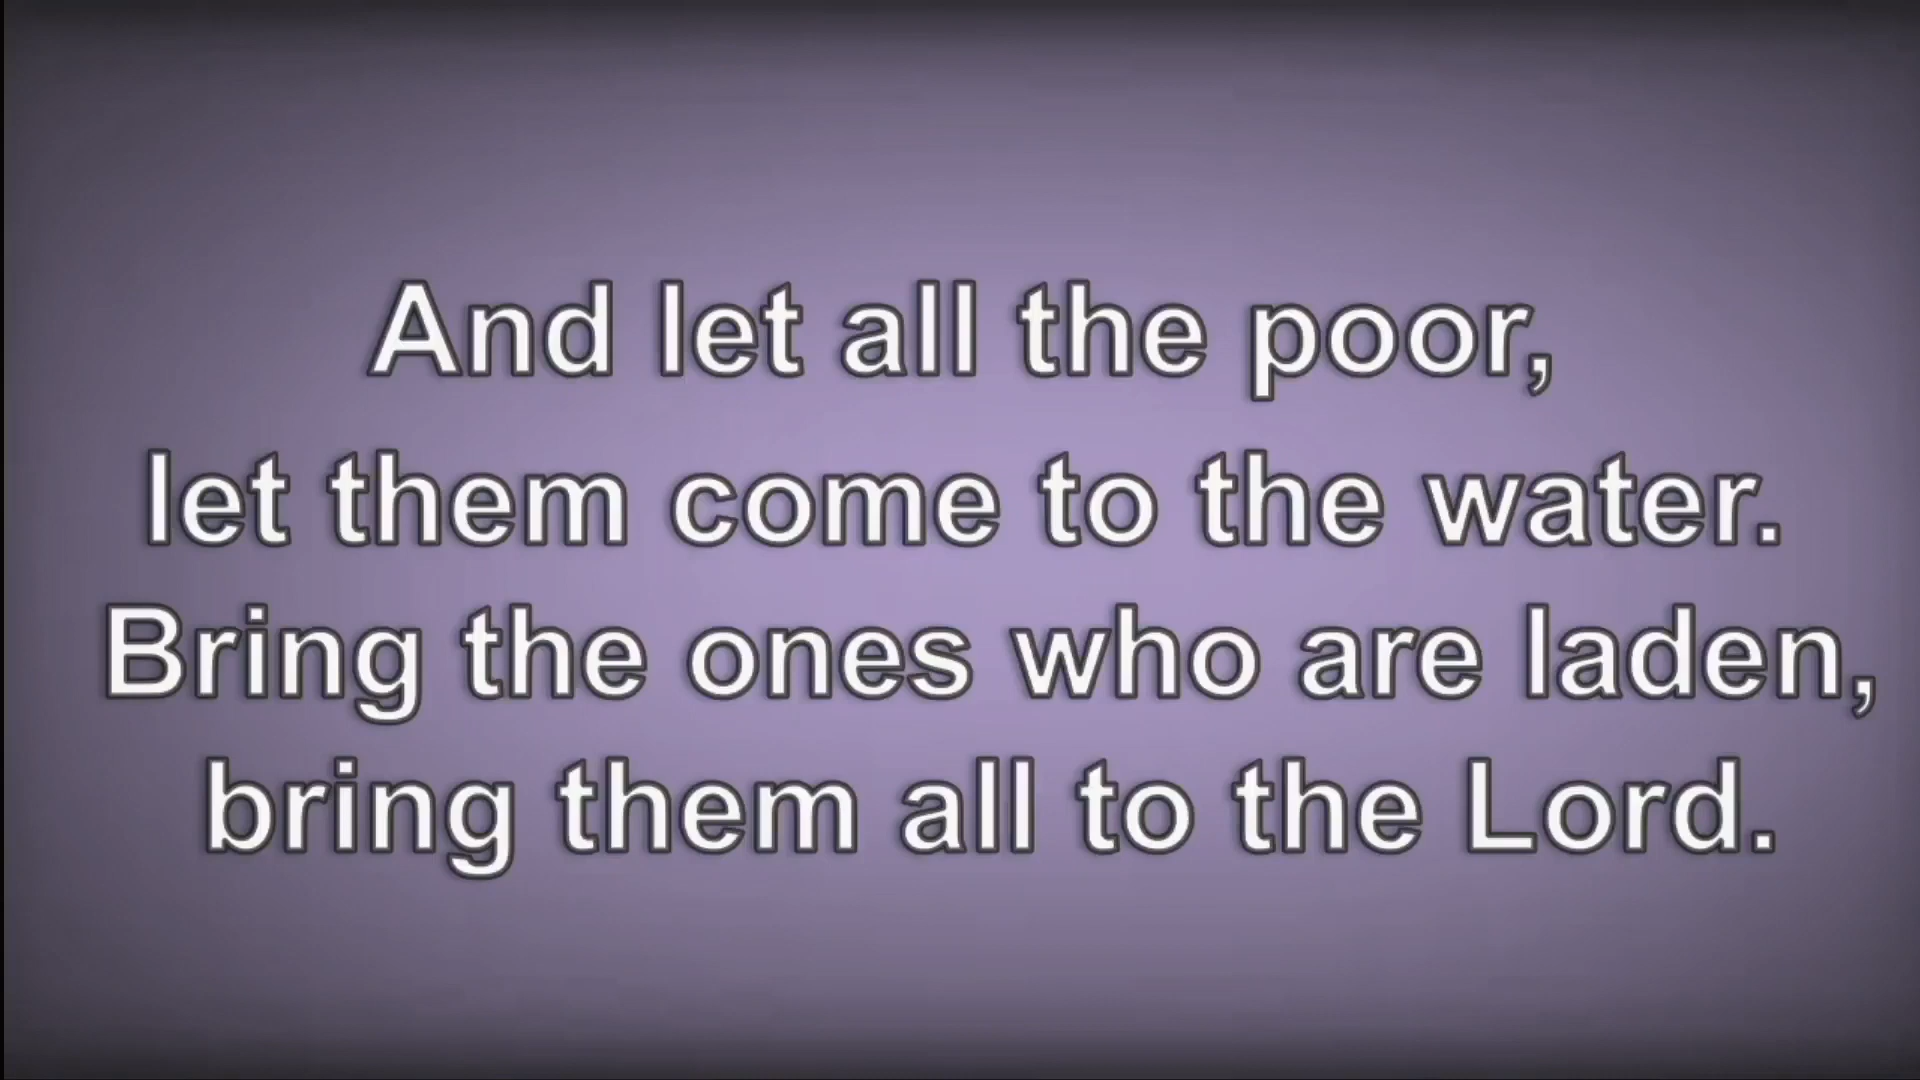 And let all the poor,
let them come to the water.
Bring the ones who are laden,
bring them all to the Lord.